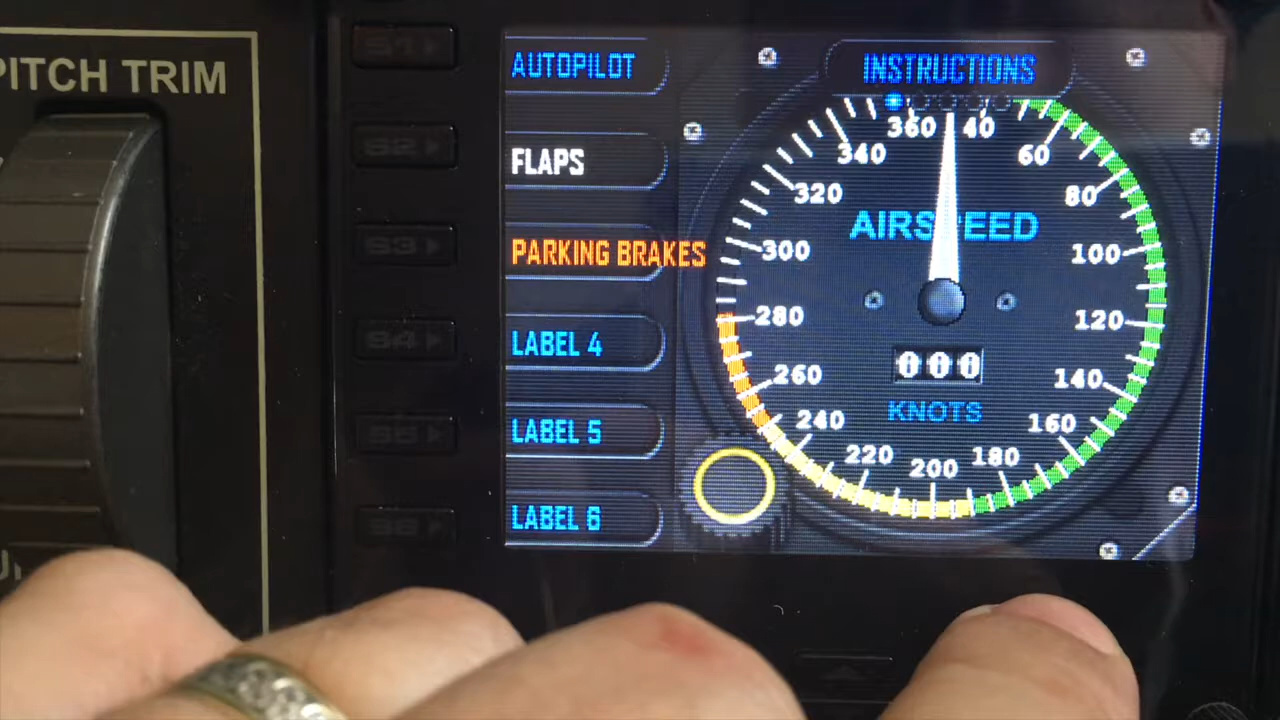 PITCH TRIM
S1
S2
S3
S4
S5
S6
AUTOPILOT
FLAPS
PARKING BRAKES
LABEL 4
LABEL 5
LABEL 6
INSTRUCTIONS
360 40
340 60
320 80
AIRSPEED
300 100
280 120
000
260 140
KNOTS
240 160
220 200 180